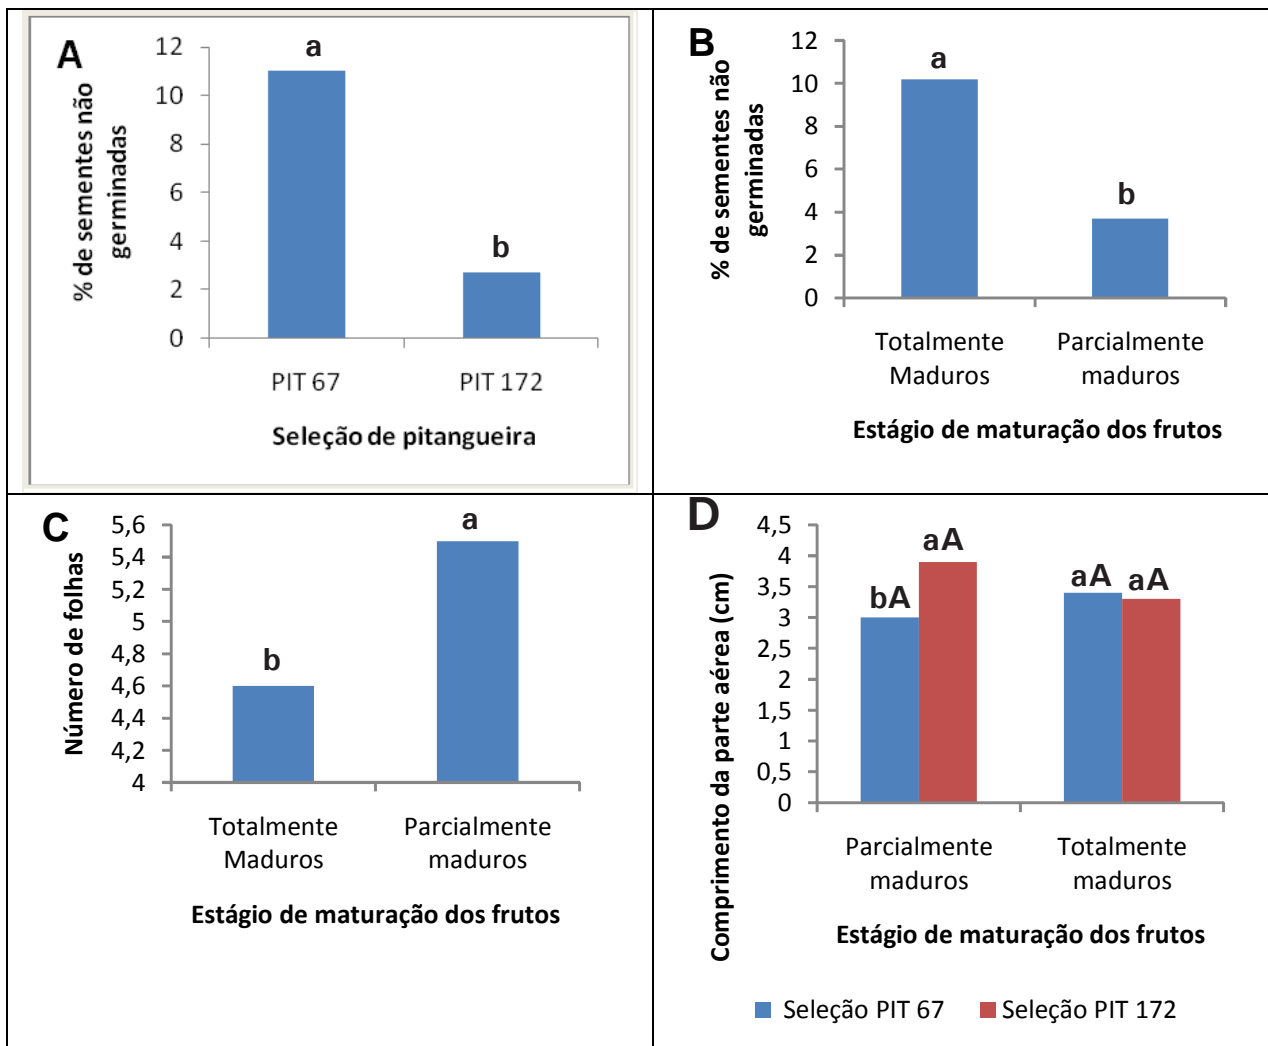 A
% de sementes não
germinadas
12
10
8
6
4
2
0
a
b
PIT 67
PIT 172
Seleção de pitangueira
B
% de sementes não
germinadas
12
10
8
6
4
2
0
a
b
Totalmente
Maduros
Parcialmente
maduros
Estágio de maturação dos frutos
C
Número de folhas
5,6
5,4
5,2
5
4,8
4,6
4,4
4,2
4
b
a
Totalmente
Maduros
Parcialmente
maduros
Estágio de maturação dos frutos
D
Comprimento da parte aérea (cm)
4,5
4
3,5
3
2,5
2
1,5
1
0,5
0
bA
aA
aA
aA
Parcialmente
maduros
Totalmente
maduros
Estágio de maturação dos frutos
Seleção PIT 67
Seleção PIT 172